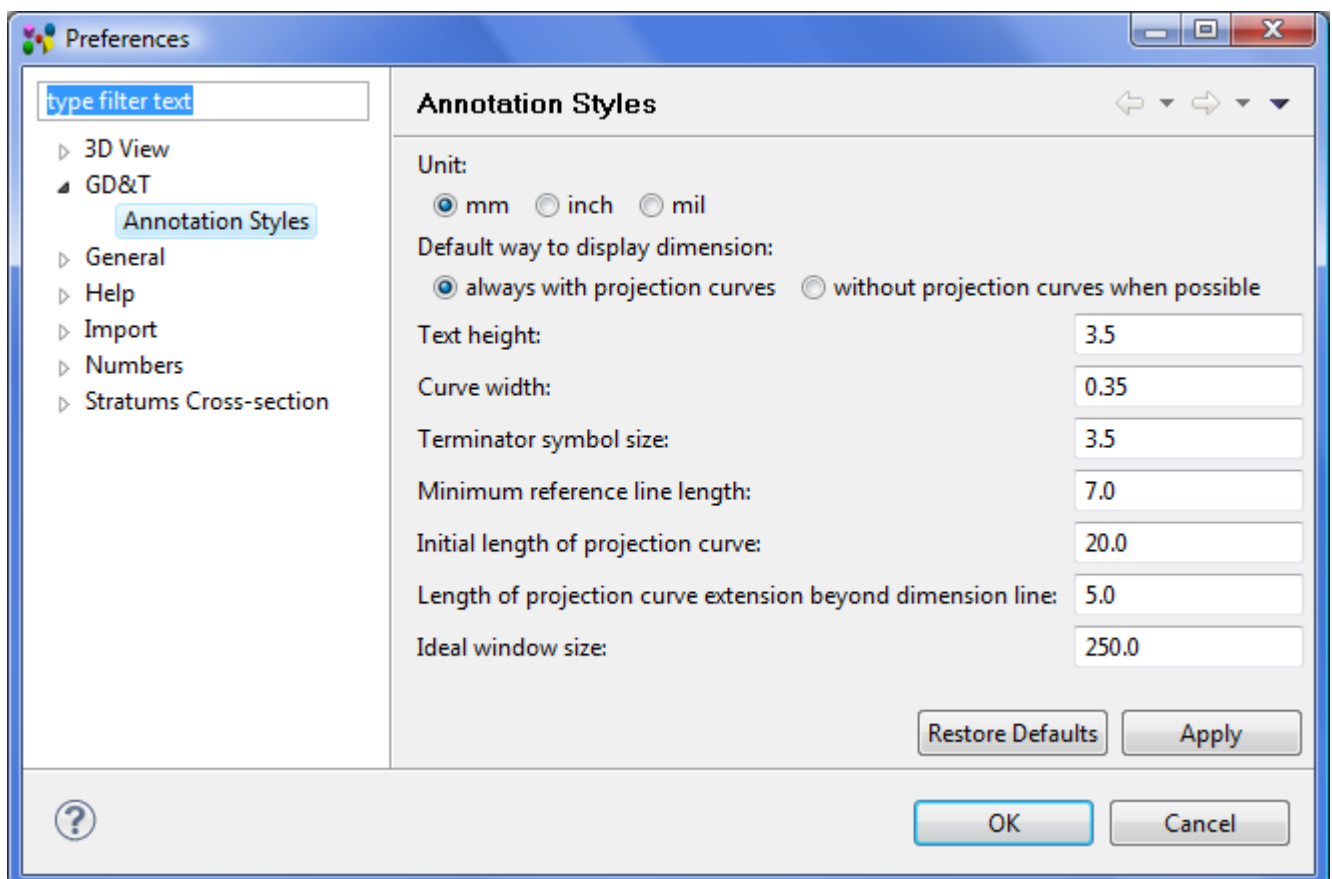 Preferences
type filter text
3D View
GD&T
Annotation Styles
General
Help
Import
Numbers
Stratums Cross-section
Annotation Styles
Unit:
mm inch mil
Default way to display dimension:
always with projection curves without projection curves when possible
Text height: 3.5
Curve width: 0.35
Terminator symbol size: 3.5
Minimum reference line length: 7.0
Initial length of projection curve: 20.0
Length of projection curve extension beyond dimension line: 5.0
Ideal window size: 250.0
Restore Defaults Apply
? OK Cancel